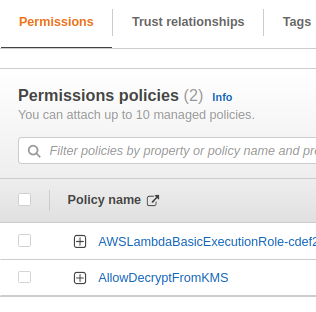 Permissions
Trust relationships
Tags
Permissions policies (2) Info
You can attach up to 10 managed policies.
Filter policies by property or policy name and
Policy name
AWSLambdaBasicExecutionRole-cdef2
AllowDecryptFromKMS